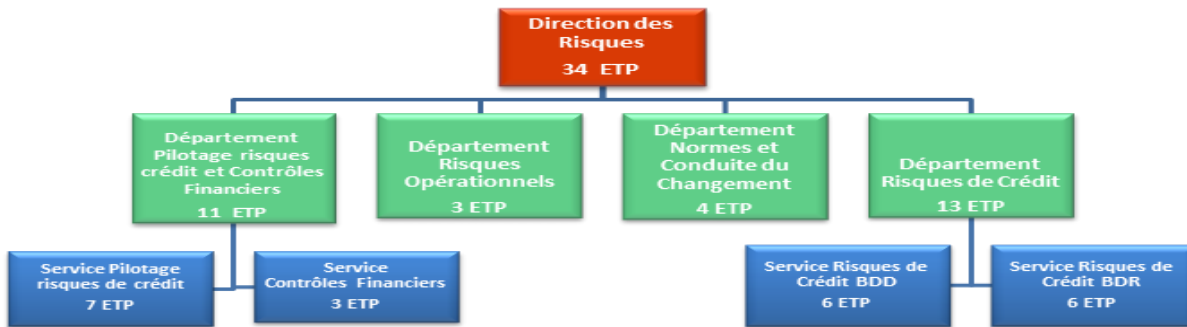 Direction des
Risques
34 ETP
Département
Pilotage risques
crédit et Contrôles
Financiers
11 ETP
Département
Risques
Opérationnels
3 ETP
Département
Normes et
Conduite du
Changement
4 ETP
Département
Risques de Crédit
13 ETP
Service Pilotage
risques de crédit
7 ETP
Service
Contrôles Financiers
3 ETP
Service Risques de
Crédit BDD
6 ETP
Service Risques de
Crédit BDR
6 ETP